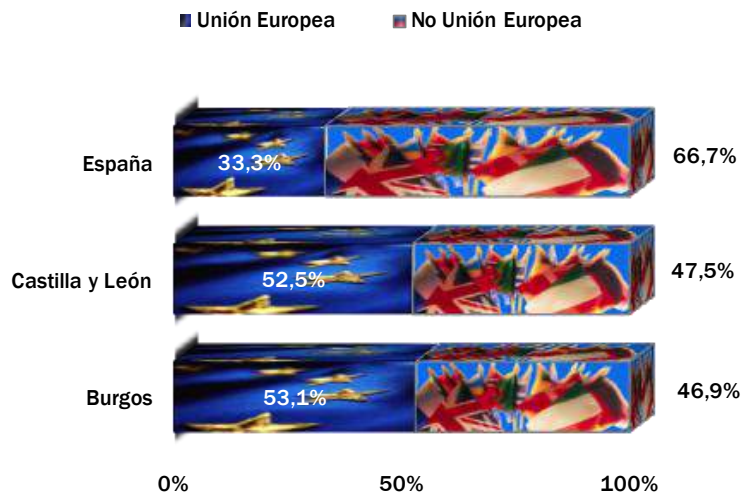 Unión Europea No Unión Europea
España 33,3% 66,7%
Castilla y León 52,5% 47,5%
Burgos 53,1% 46,9%
0% 50% 100%